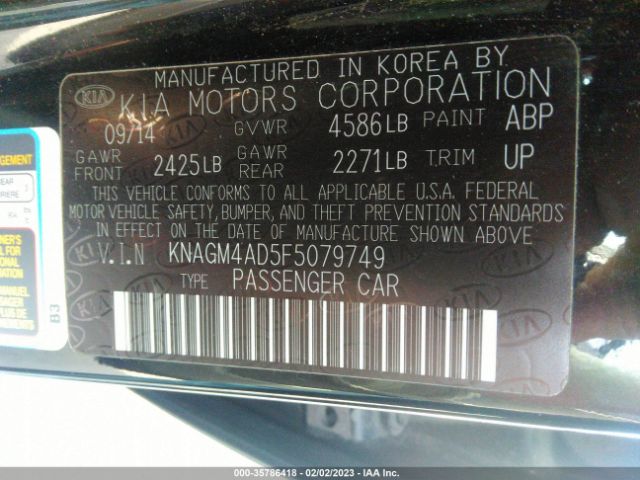 MANUFACTURED IN KOREA BY
KIA KIA MOTORS CORPORATION
09/14 GVWR 4586LB PAINT ABP
GAWR FRONT 2425LB GAWR REAR 2271LB TRIM UP
THIS VEHICLE CONFORMS TO ALL APPLICABLE U.S.A. FEDERAL
MOTOR VEHICLE SAFETY, BUMPER, AND THEFT PREVENTION STANDARDS
IN EFFECT ON THE DATE OF MANUFACTURE SHOWN ABOVE.
V.I.N KNAGM4AD5F5079749
TYPE PASSENGER CAR
B3
000-35786418 - 02/02/2023 - IAA Inc.